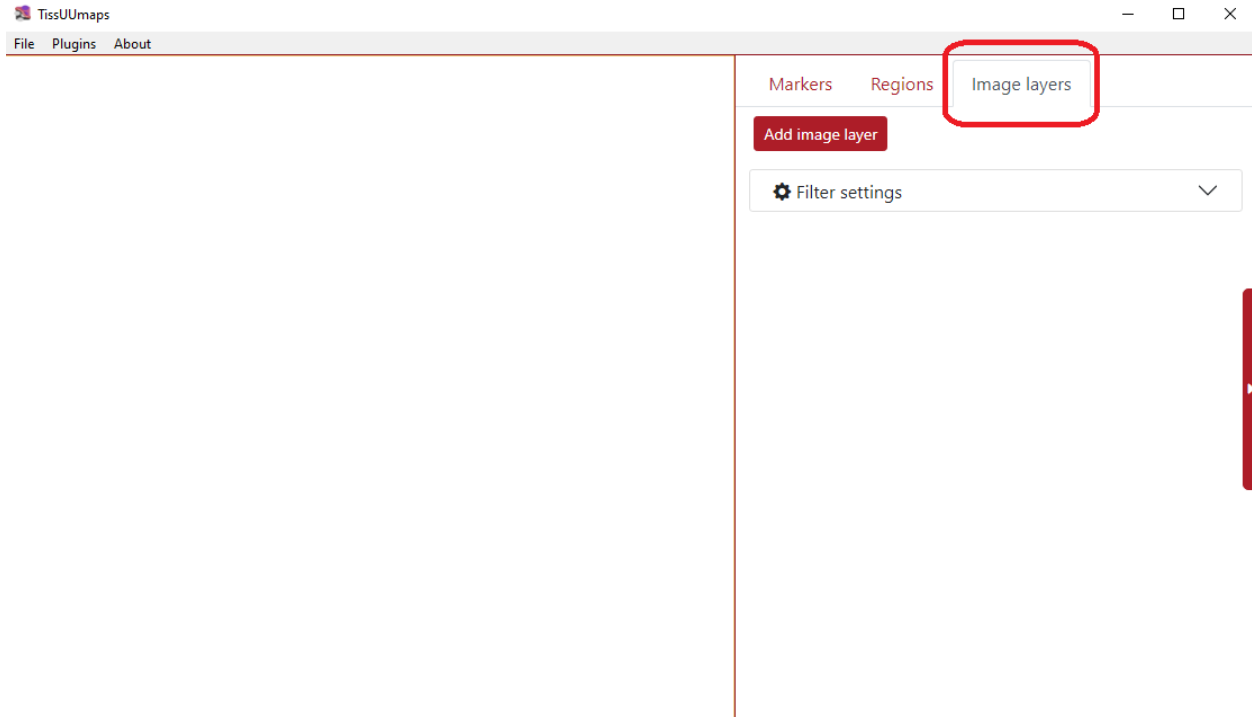 TissUUmaps
File Plugins About
Markers Regions Image layers
Add image layer
Filter settings